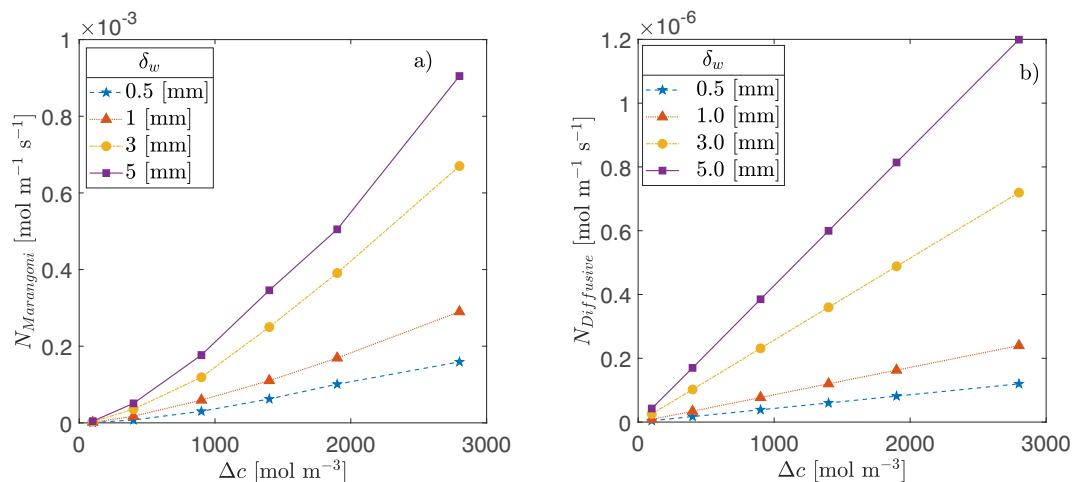 ×10⁻³
a)
δ_w
0.5 [mm]
1 [mm]
3 [mm]
5 [mm]
1
0.8
0.6
0.4
0.2
0
0 1000 2000 3000
N_Marangoni [mol m⁻¹ s⁻¹]
Δc [mol m⁻³]
×10⁻⁶
b)
δ_w
0.5 [mm]
1.0 [mm]
3.0 [mm]
5.0 [mm]
1.2
1
0.8
0.6
0.4
0.2
0
0 1000 2000 3000
N_Diffusive [mol m⁻¹ s⁻¹]
Δc [mol m⁻³]